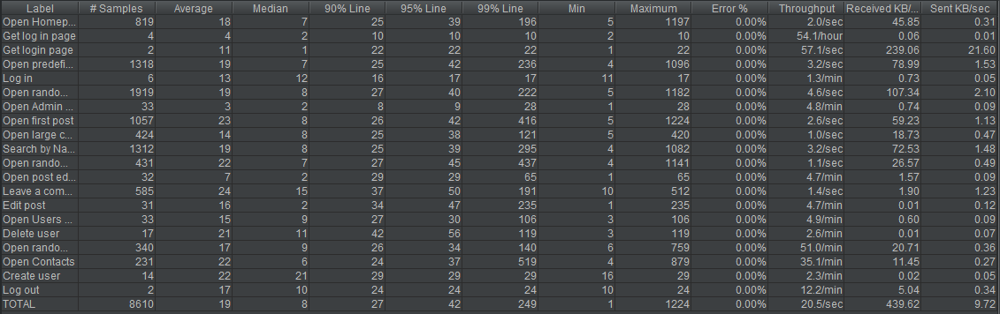 Label # Samples Average Median 90% Line 95% Line 99% Line Min Maximum Error % Throughput Received KB/... Sent KB/sec
Open Homep... 819 18 7 25 39 196 5 1197 0.00% 2.0/sec 45.85 0.31
Get log in page 4 4 2 10 10 10 2 10 0.00% 54.1/hour 0.06 0.01
Get login page 2 11 1 22 22 22 1 22 0.00% 57.1/sec 239.06 21.60
Open predefi... 1318 19 7 25 42 236 4 1096 0.00% 3.2/sec 78.99 1.53
Log in 6 13 12 16 17 17 11 17 0.00% 1.3/min 0.73 0.05
Open rando... 1919 19 8 27 40 222 5 1182 0.00% 4.6/sec 107.34 2.10
Open Admin ... 33 3 2 8 9 28 1 28 0.00% 4.8/min 0.74 0.09
Open first post 1057 23 8 26 42 416 5 1224 0.00% 2.6/sec 59.23 1.13
Open large c... 424 14 8 25 38 121 5 420 0.00% 1.0/sec 18.73 0.47
Search by Na... 1312 19 8 25 39 295 4 1082 0.00% 3.2/sec 72.53 1.48
Open rando... 431 22 7 27 45 437 4 1141 0.00% 1.1/sec 26.57 0.49
Open post ed... 32 7 2 29 29 65 1 65 0.00% 4.7/min 1.57 0.09
Leave a com... 585 24 15 37 50 191 10 512 0.00% 1.4/sec 1.90 1.23
Edit post 31 16 2 34 47 235 1 235 0.00% 4.7/min 0.01 0.12
Open Users ... 33 15 9 27 30 106 3 106 0.00% 4.9/min 0.60 0.09
Delete user 17 21 11 42 56 119 3 119 0.00% 2.6/min 0.01 0.07
Open rando... 340 17 9 26 34 140 6 759 0.00% 51.0/min 20.71 0.36
Open Contacts 231 22 6 24 37 519 4 879 0.00% 35.1/min 11.45 0.27
Create user 14 22 21 29 29 29 16 29 0.00% 2.3/min 0.02 0.05
Log out 2 17 10 24 24 24 10 24 0.00% 12.2/min 5.04 0.34
TOTAL 8610 19 8 27 42 249 1 1224 0.00% 20.5/sec 439.62 9.72